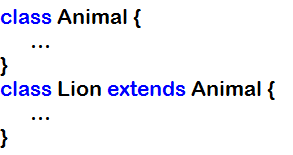 class Animal {
...
}
class Lion extends Animal {
...
}